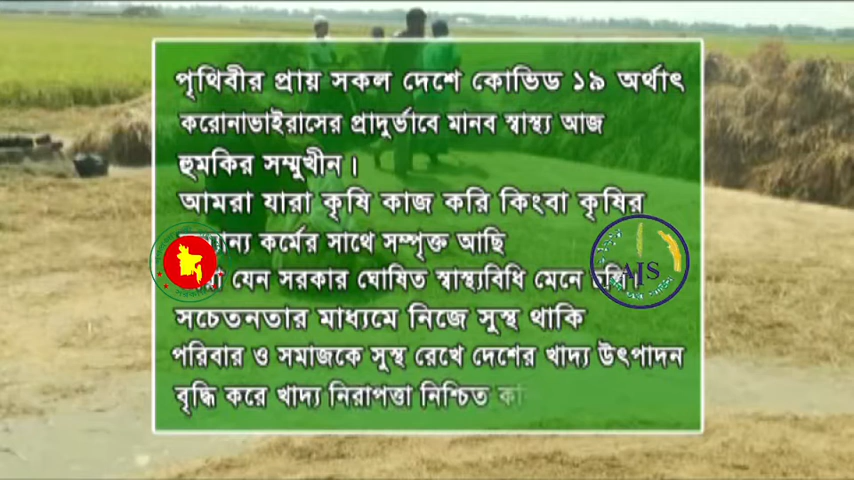 পৃথিবীর প্রায় সকল দেশে কোভিড ১৯ অর্থাৎ
করোনাভাইরাসের প্রাদুর্ভাবে মানব স্বাস্থ্য আজ
হুমকির সম্মুখীন।
আমরা যারা কৃষি কাজ করি কিংবা কৃষির
কর্মের সাথে সম্পৃক্ত আছি
যেন সরকার ঘোষিত স্বাস্থ্যবিধি মেনে
AIS
সচেতনতার মাধ্যমে নিজে সুস্থ থাকি
পরিবার ও সমাজকে সুস্থ রেখে দেশের খাদ্য উৎপাদন
বৃদ্ধি করে খাদ্য নিরাপত্তা নিশ্চিত